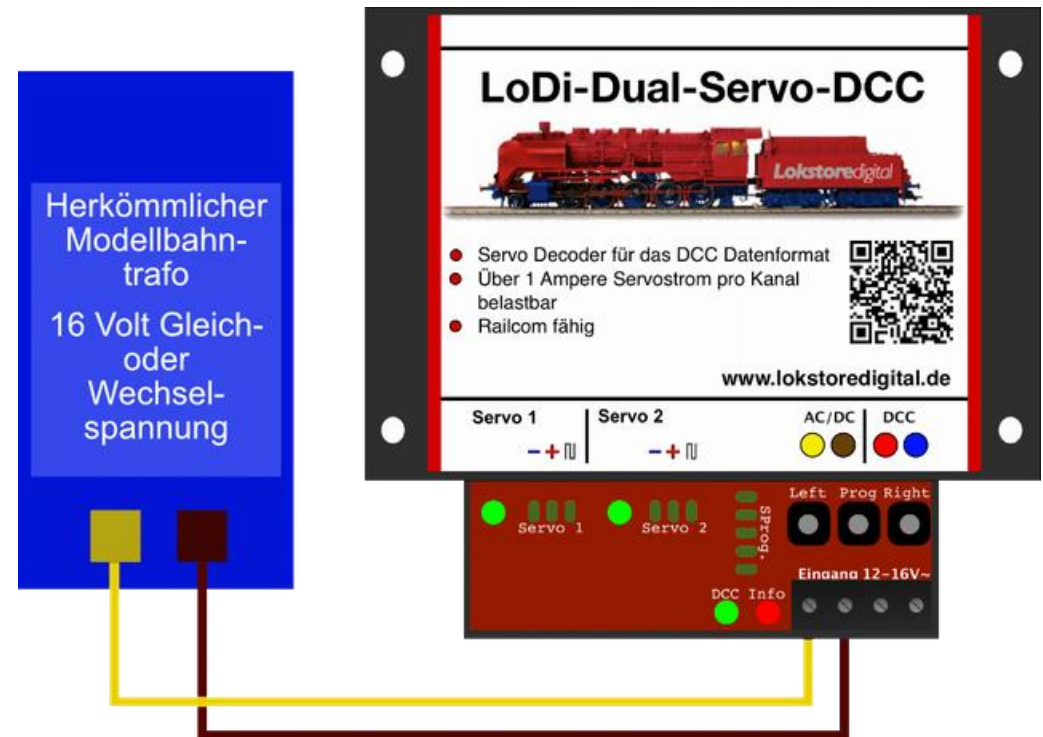 Herkömmlicher
Modellbahn-
trafo
16 Volt Gleich-
oder
Wechsel-
spannung
LoDi-Dual-Servo-DCC
Lokstoredigital
Servo Decoder für das DCC Datenformat
Über 1 Ampere Servostrom pro Kanal
belastbar
Railcom fähig
www.lokstoredigital.de
Servo 1
Servo 2
AC/DC
DCC
- +
- +
Left Prog Right
Servo 1
Servo 2
SProg.
Eingang 12-16V~
DCC Info